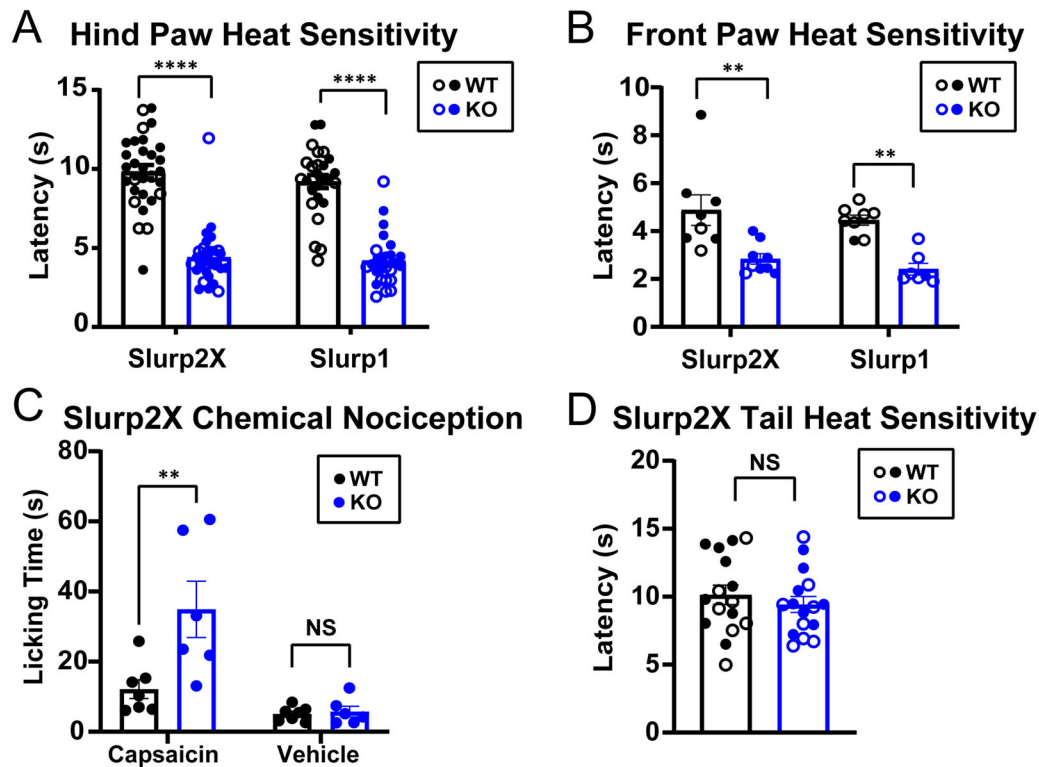 A Hind Paw Heat Sensitivity
****
****
WT
KO
Latency (s)
15
10
5
0
Slurp2X
Slurp1
B Front Paw Heat Sensitivity
**
**
WT
KO
Latency (s)
10
8
6
4
2
0
Slurp2X
Slurp1
C Slurp2X Chemical Nociception
**
NS
WT
KO
Licking Time (s)
80
60
40
20
0
Capsaicin
Vehicle
D Slurp2X Tail Heat Sensitivity
NS
WT
KO
Latency (s)
20
15
10
5
0